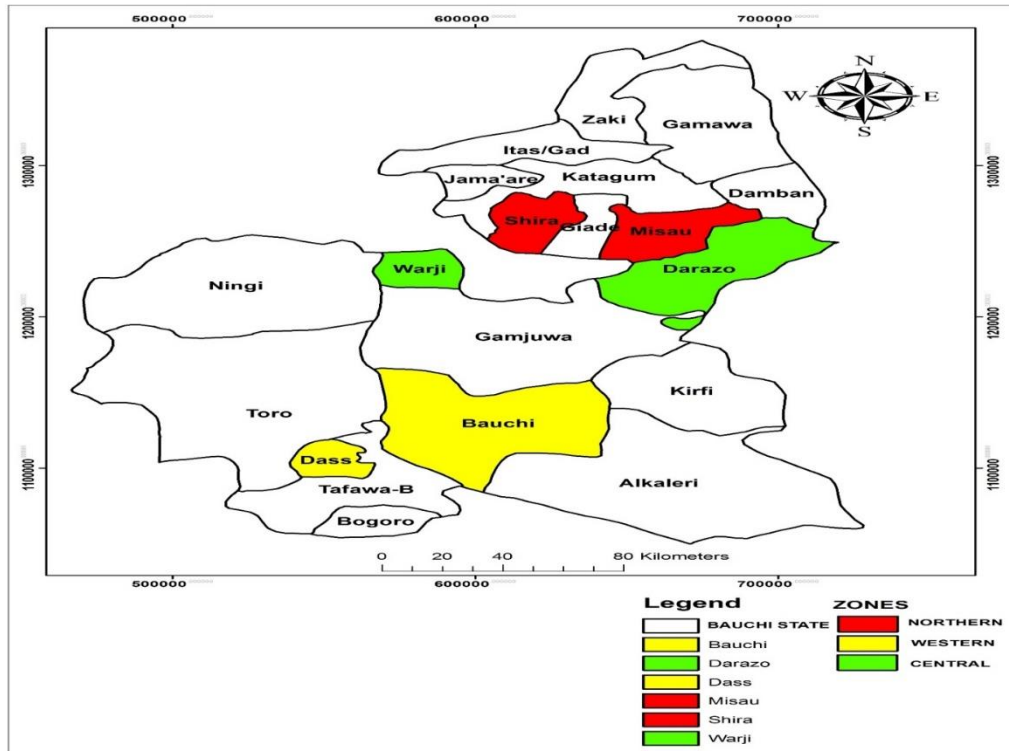 500000 600000 700000
N
W E
S
Zaki
Gamawa
Itas/Gad
1300000 1300000
Jama'are Katagum
Damban
Shira
Giade
Misau
Warji Darazo
Ningi
1200000 1200000
Gamjuwa
Kirfi
Toro
Bauchi
Dass
1100000 1100000
Tafawa-B Alkaleri
Bogoro
0 20 40 80 Kilometers
500000 600000 700000
Legend
BAUCHI STATE
Bauchi
Darazo
Dass
Misau
Shira
Warji
ZONES
NORTHERN
WESTERN
CENTRAL